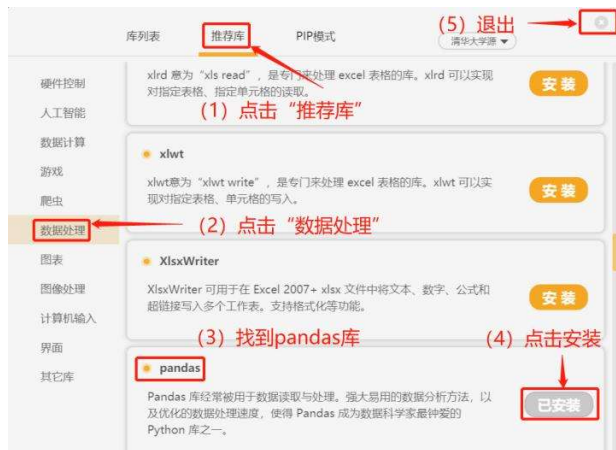 (5) 退出
库列表 推荐库 PIP模式
清华大学源
硬件控制
人工智能
数据计算
游戏
爬虫
数据处理
图表
图像处理
计算机输入
界面
其它库
xlrd 意为“xls read”，是专门来处理 excel 表格的库。xlrd 可以实
现对指定表格、指定单元格的读取。
安装
(1) 点击“推荐库”
xlwt
xlwt意为“xlwt write”，是专门来处理 excel 表格的库。xlwt 可以实
现对指定表格、单元格的写入。
安装
(2) 点击“数据处理”
XlsxWriter
XlsxWriter 可用于在 Excel 2007+ xlsx 文件中将文本、数字、公式和
超链接写入多个工作表。支持格式化等功能。
安装
(3) 找到pandas库
(4) 点击安装
pandas
Pandas 库经常被用于数据读取与处理。强大易用的数据分析方法，以
及优化的数据处理速度，使得 Pandas 成为数据科学家最钟爱的
Python 库之一。
已安装